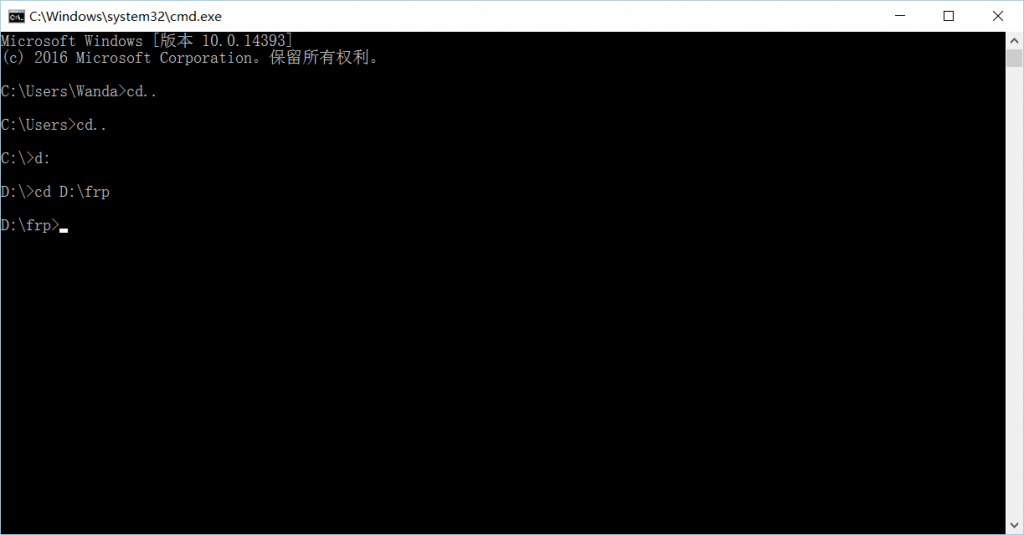 C:\Windows\system32\cmd.exe
Microsoft Windows [版本 10.0.14393]
(c) 2016 Microsoft Corporation。保留所有权利。
C:\Users\Wanda>cd..
C:\Users>cd..
C:\>d:
D:\>cd D:\frp
D:\frp>